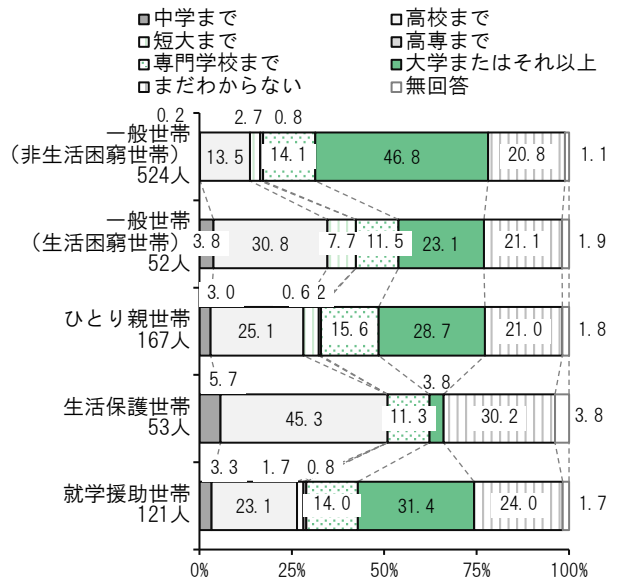 中学まで 高校まで
短大まで 高専まで
専門学校まで 大学またはそれ以上
まだわからない 無回答
0.2 2.7 0.8
一般世帯
（非生活困窮世帯）
524人
13.5 14.1 46.8 20.8 1.1
一般世帯
（生活困窮世帯）
52人
3.8 30.8 7.7 11.5 23.1 21.1 1.9
3.0 0.6 2
ひとり親世帯
167人
25.1 15.6 28.7 21.0 1.8
5.7 3.8
生活保護世帯
53人
45.3 11.3 30.2 3.8
3.3 1.7 0.8
就学援助世帯
121人
23.1 14.0 31.4 24.0 1.7
0% 25% 50% 75% 100%